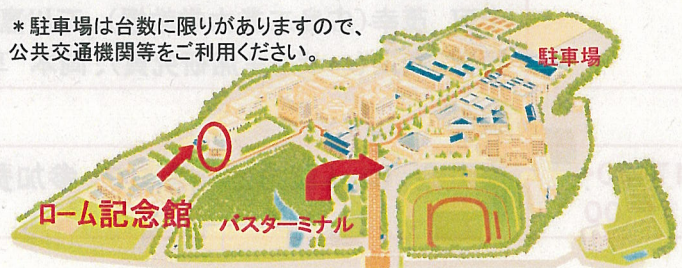 ＊駐車場は台数に限りがありますので、
公共交通機関等をご利用ください。
駐車場
ローム記念館
バスターミナル